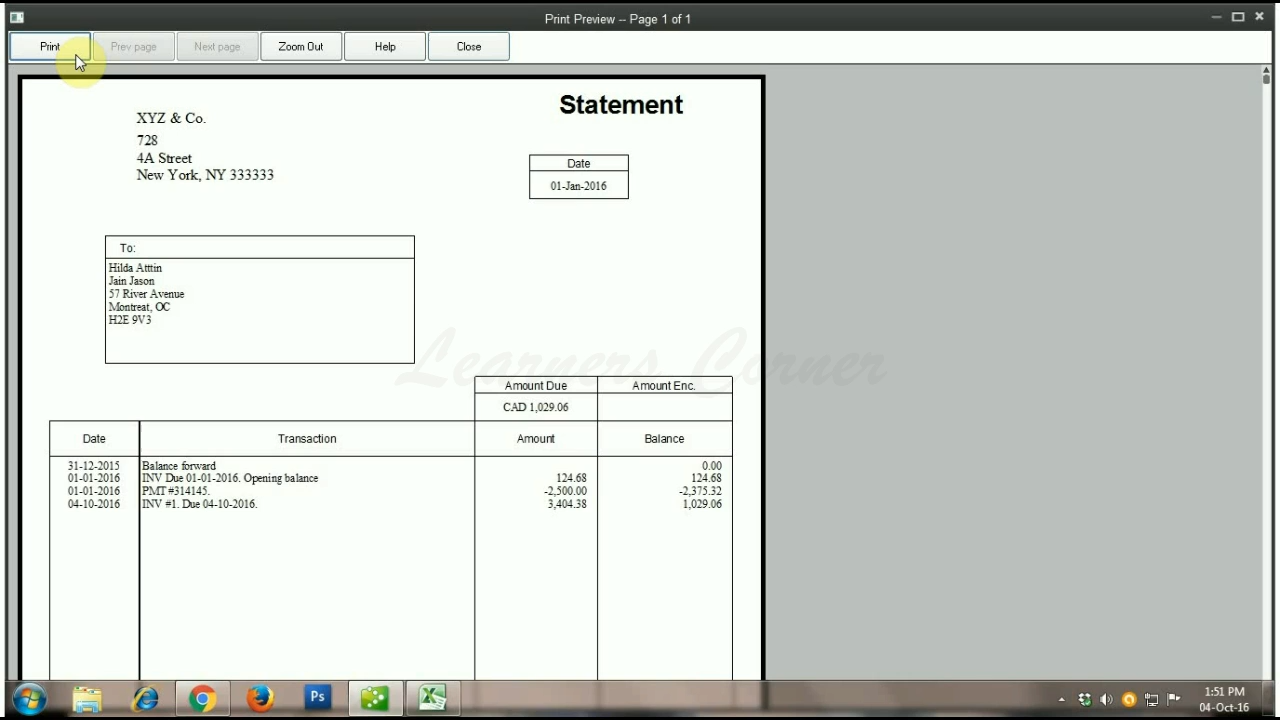 Print Preview -- Page 1 of 1
Print Prev page Next page Zoom Out Help Close
Statement
XYZ & Co.
728
4A Street
New York, NY 333333
Date
01-Jan-2016
To:
Hilda Atttin
Jain Jason
57 River Avenue
Montreat, OC
H2E 9V3
Learners Corner
Amount Due Amount Enc.
CAD 1,029.06
Date Transaction Amount Balance
31-12-2015 Balance forward 0.00
01-01-2016 INV Due 01-01-2016. Opening balance 124.68 124.68
01-01-2016 PMT #314145. -2,500.00 -2,375.32
04-10-2016 INV #1. Due 04-10-2016. 3,404.38 1,029.06
Ps
1:51 PM
04-Oct-16